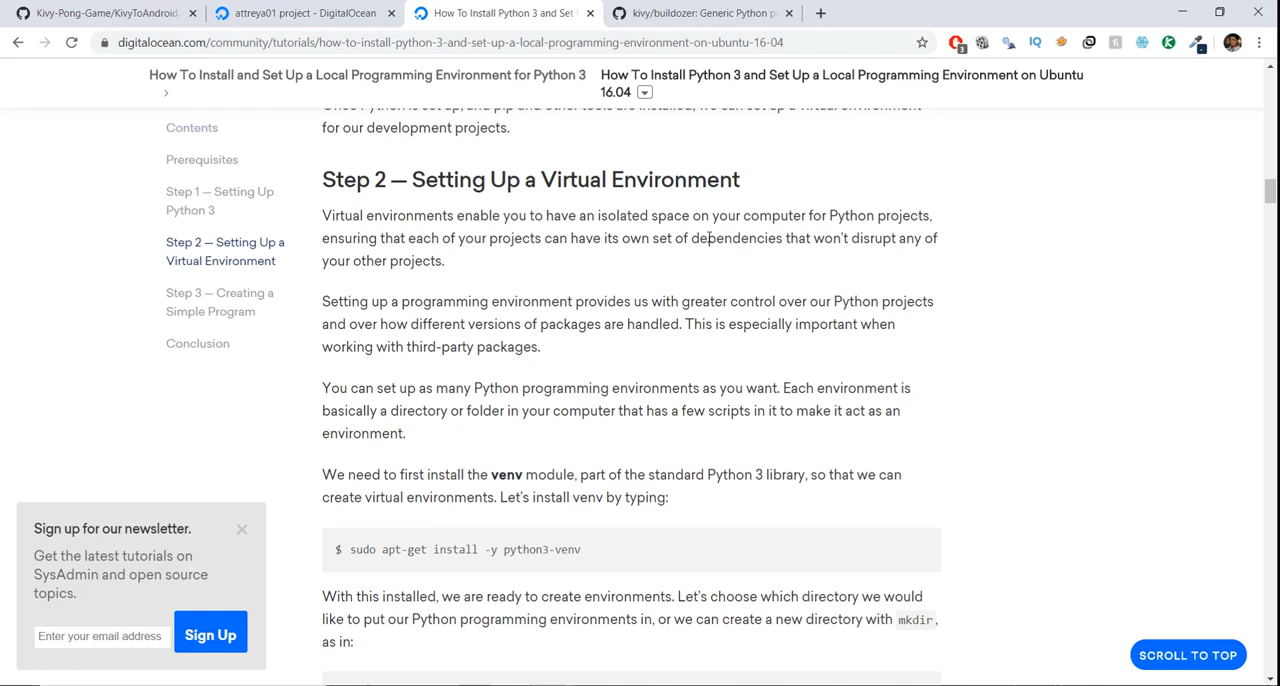 Kivy-Pong-Game/KivyToAndroid.
attreya01 project - DigitalOcean
How To Install Python 3 and Set
kivy/buildozer: Generic Python p
digitalocean.com/community/tutorials/how-to-install-python-3-and-set-up-a-local-programming-environment-on-ubuntu-16-04
3
IQ
How To Install and Set Up a Local Programming Environment for Python 3
How To Install Python 3 and Set Up a Local Programming Environment on Ubuntu
16.04
Contents
Prerequisites
Step 1 — Setting Up
Python 3
Step 2 — Setting Up a
Virtual Environment
Step 3 — Creating a
Simple Program
Conclusion
Once Python is set up, and pip and other tools are installed, we can set up a virtual environment
for our development projects.
Step 2 — Setting Up a Virtual Environment
Virtual environments enable you to have an isolated space on your computer for Python projects,
ensuring that each of your projects can have its own set of dependencies that won't disrupt any of
your other projects.
Setting up a programming environment provides us with greater control over our Python projects
and over how different versions of packages are handled. This is especially important when
working with third-party packages.
You can set up as many Python programming environments as you want. Each environment is
basically a directory or folder in your computer that has a few scripts in it to make it act as an
environment.
We need to first install the venv module, part of the standard Python 3 library, so that we can
create virtual environments. Let's install venv by typing:
$ sudo apt-get install -y python3-venv
With this installed, we are ready to create environments. Let's choose which directory we would
like to put our Python programming environments in, or we can create a new directory with mkdir,
as in:
Sign up for our newsletter.
Get the latest tutorials on
SysAdmin and open source
topics.
Enter your email address
Sign Up
SCROLL TO TOP